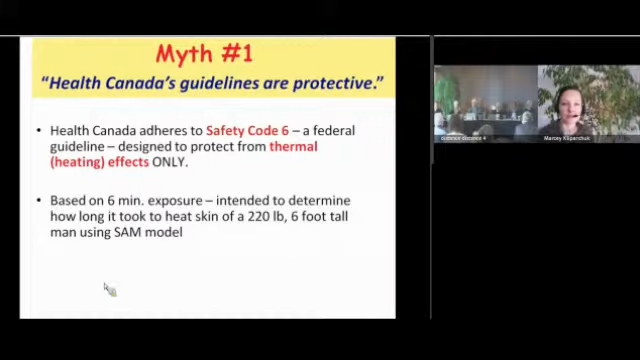 Myth #1
“Health Canada’s guidelines are protective.”
• Health Canada adheres to Safety Code 6 – a federal
guideline – designed to protect from thermal
(heating) effects ONLY.
• Based on 6 min. exposure – intended to determine
how long it took to heat skin of a 220 lb, 6 foot tall
man using SAM model
Marcey Kliparchuk